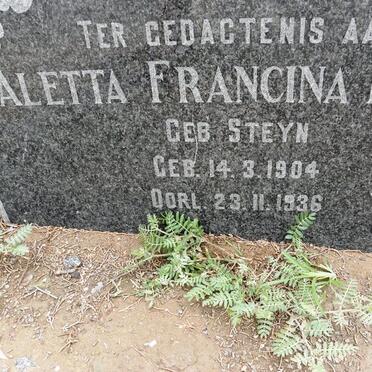 TER GEDACTENIS AA
ALETTA FRANCINA
GEB STEYN
GEB. 14.3.1904
OORL. 23.11.1936